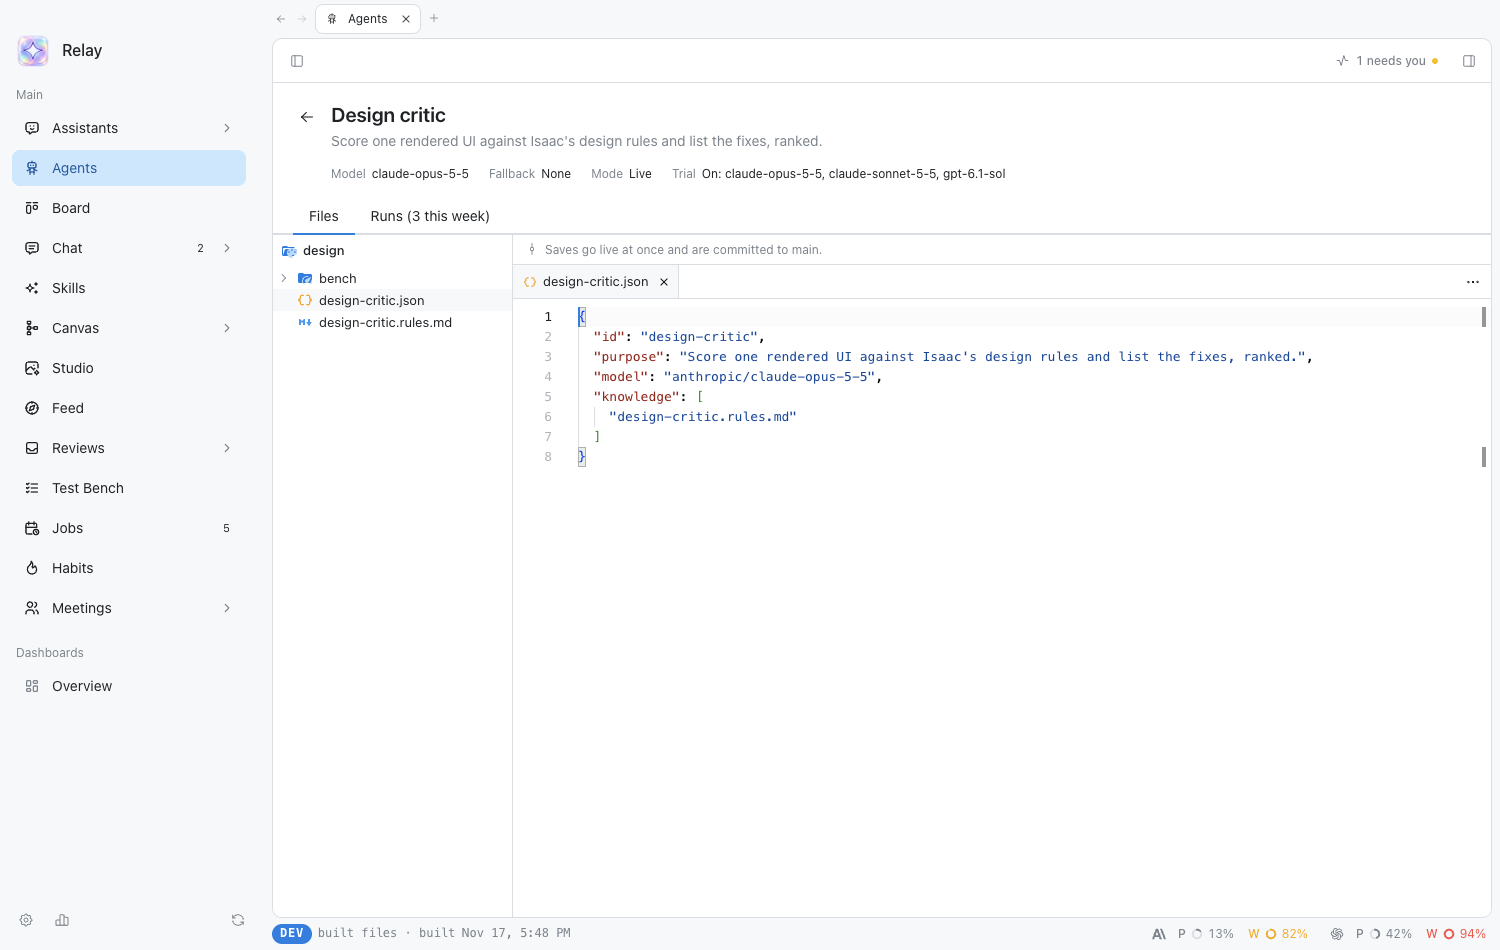 Agents
Relay
1 needs you
Main
Assistants
Agents
Board
Chat 2
Skills
Canvas
Studio
Feed
Reviews
Test Bench
Jobs 5
Habits
Meetings
Dashboards
Overview
Design critic
Score one rendered UI against Isaac's design rules and list the fixes, ranked.
Model claude-opus-5-5 Fallback None Mode Live Trial On: claude-opus-5-5, claude-sonnet-5-5, gpt-6.1-sol
Files Runs (3 this week)
design
bench
design-critic.json
design-critic.rules.md
Saves go live at once and are committed to main.
design-critic.json
1 {
2 "id": "design-critic",
3 "purpose": "Score one rendered UI against Isaac's design rules and list the fixes, ranked.",
4 "model": "anthropic/claude-opus-5-5",
5 "knowledge": [
6 "design-critic.rules.md"
7 ]
8 }
DEV built files · built Nov 17, 5:48 PM
P 13% W 82% P 42% W 94%